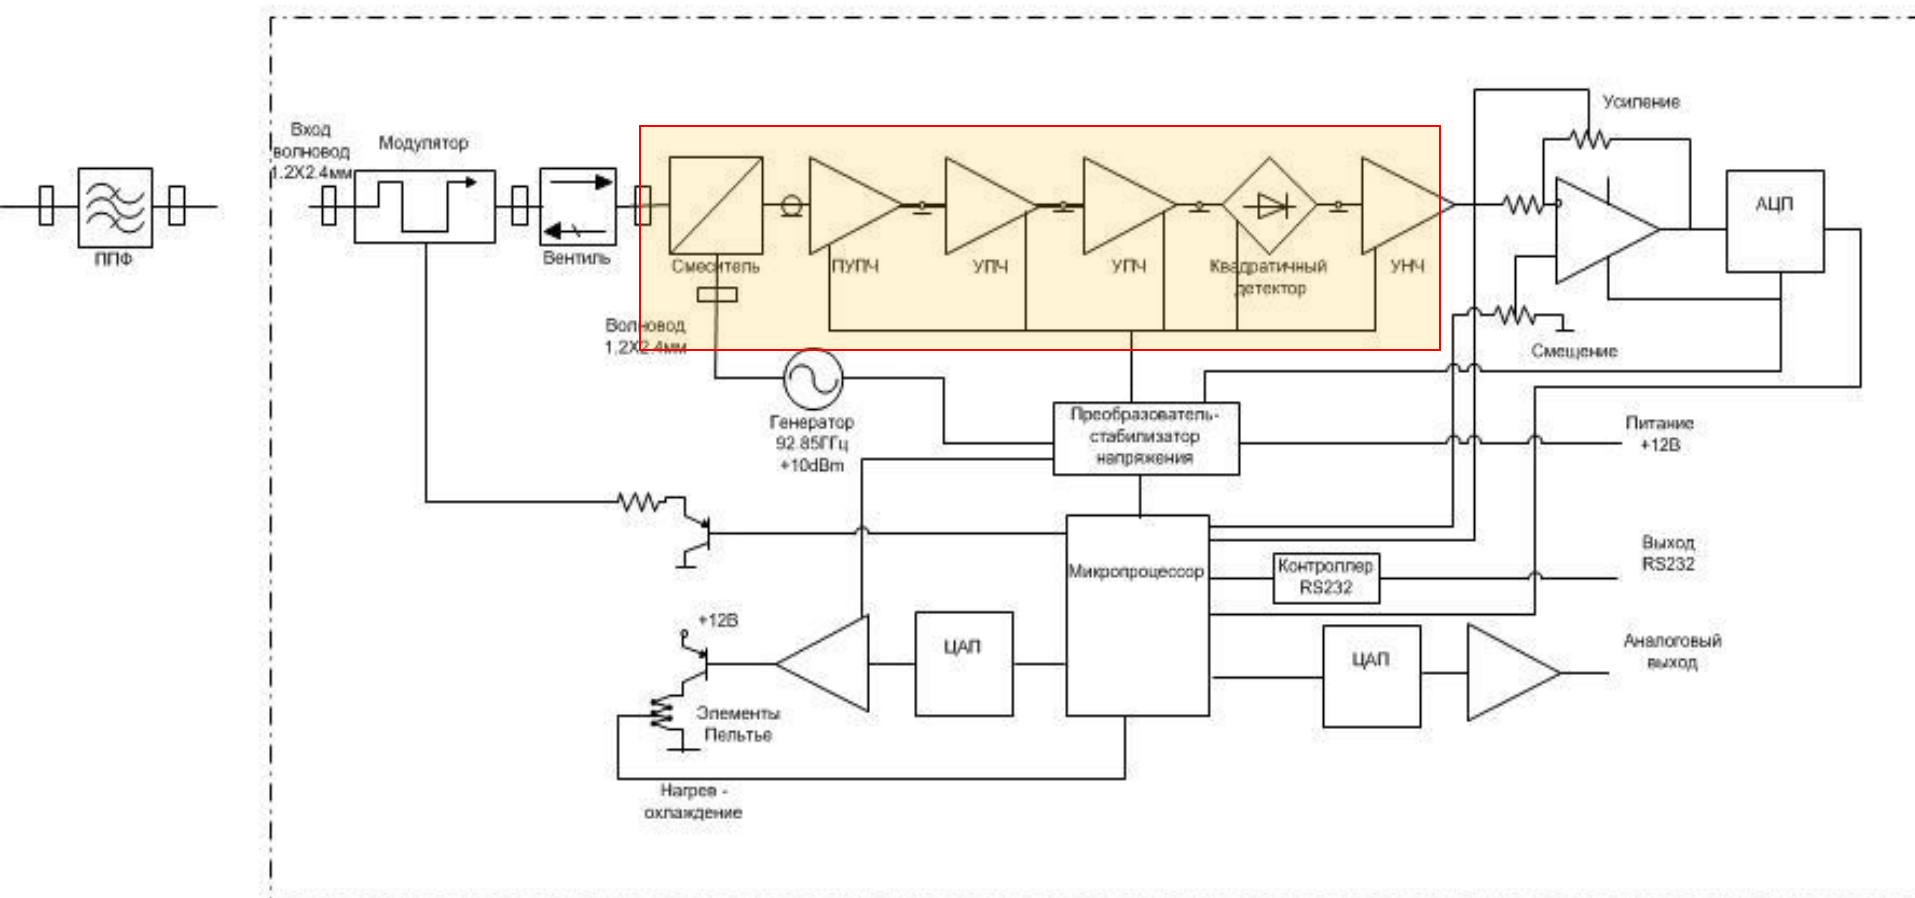 ППФ
Вход
волновод
1.2X2.4мм
Модулятор
Вентиль
Смеситель
ПУПЧ
УПЧ
УПЧ
Квадратичный
детектор
УНЧ
Усиление
АЦП
Смещение
Волновод
1.2X2.4мм
Генератор
92.85ГГц
+10dBm
Преобразователь-
стабилизатор
напряжения
Питание
+12В
Микропроцессор
Контроллер
RS232
Выход
RS232
+12В
ЦАП
ЦАП
Аналоговый
выход
Элементы
Пельтье
Нагрев -
охлаждение